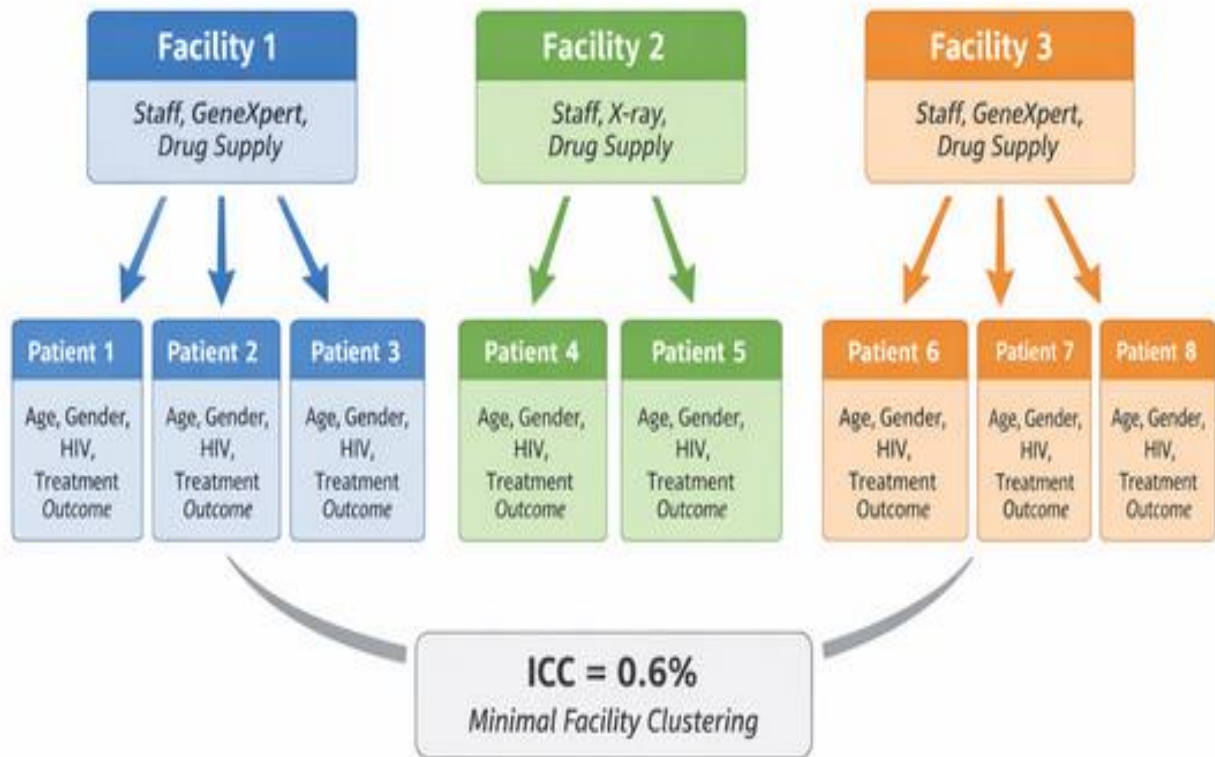 Facility 1
Staff, GeneXpert,
Drug Supply
Facility 2
Staff, X-ray,
Drug Supply
Facility 3
Staff, GeneXpert,
Drug Supply
Patient 1
Age, Gender,
HIV,
Treatment
Outcome
Patient 2
Age, Gender,
HIV,
Treatment
Outcome
Patient 3
Age, Gender,
HIV,
Treatment
Outcome
Patient 4
Age, Gender,
HIV,
Treatment
Outcome
Patient 5
Age, Gender,
HIV,
Treatment
Outcome
Patient 6
Age, Gender,
HIV,
Treatment
Outcome
Patient 7
Age, Gender,
HIV,
Treatment
Outcome
Patient 8
Age, Gender,
HIV,
Treatment
Outcome
ICC = 0.6%
Minimal Facility Clustering